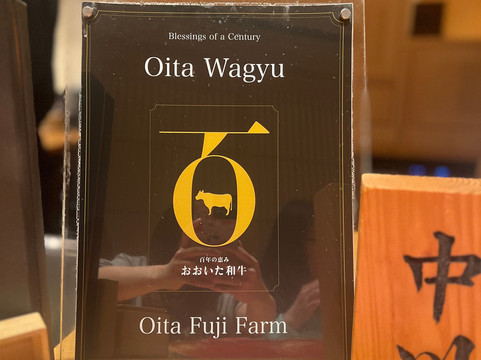 Blessings of a Century
Oita Wagyu
百年の恵み
おおいた和牛
Oita Fuji Farm
中